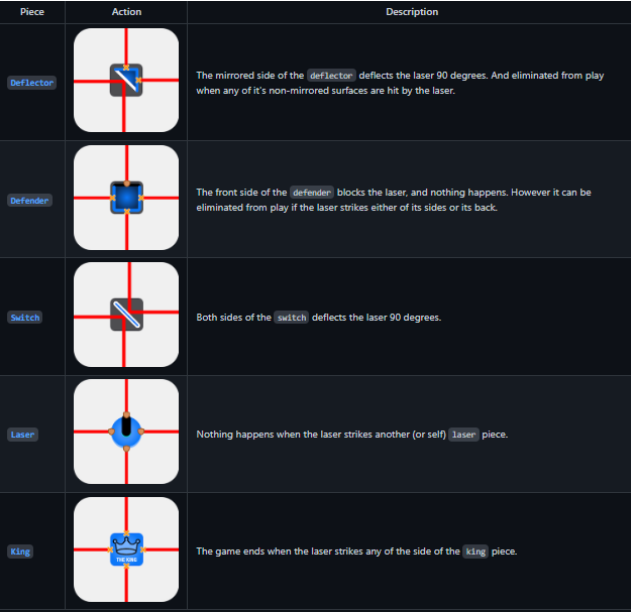 Piece
Action
Description
Deflector
The mirrored side of the deflector deflects the laser 90 degrees. And eliminated from play
when any of it's non-mirrored surfaces are hit by the laser.
Defender
The front side of the defender blocks the laser, and nothing happens. However it can be
eliminated from play if the laser strikes either of its sides or its back.
Switch
Both sides of the switch deflects the laser 90 degrees.
Laser
Nothing happens when the laser strikes another (or self) laser piece.
King
THE KING
The game ends when the laser strikes any of the side of the king piece.